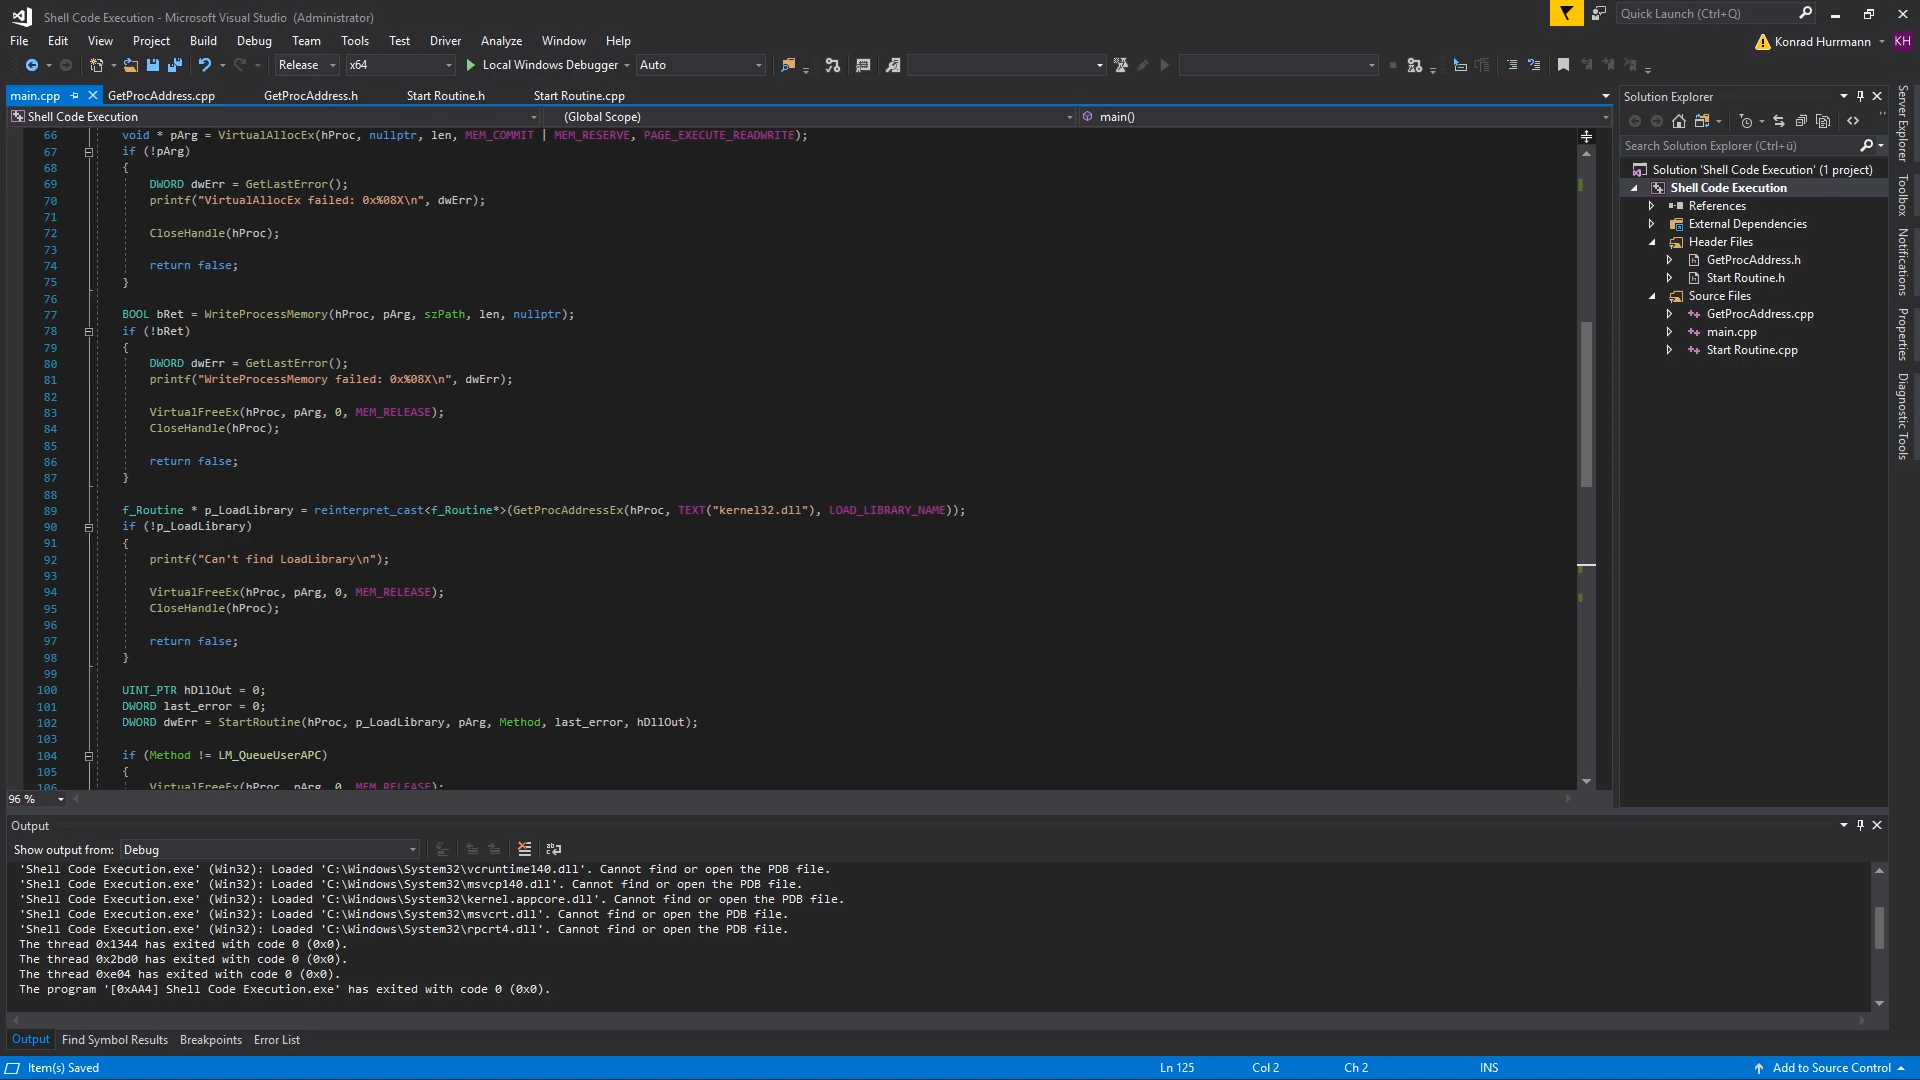 Shell Code Execution - Microsoft Visual Studio (Administrator)
Quick Launch (Ctrl+Q)
File Edit View Project Build Debug Team Tools Test Driver Analyze Window Help
Konrad Hurrmann KH
Release x64 Local Windows Debugger Auto
main.cpp GetProcAddress.cpp GetProcAddress.h Start Routine.h Start Routine.cpp
Shell Code Execution (Global Scope) main()
66 void * pArg = VirtualAllocEx(hProc, nullptr, len, MEM_COMMIT | MEM_RESERVE, PAGE_EXECUTE_READWRITE);
67 if (!pArg)
68 {
69 DWORD dwErr = GetLastError();
70 printf("VirtualAllocEx failed: 0x%08X\n", dwErr);
71
72 CloseHandle(hProc);
73
74 return false;
75 }
76
77 BOOL bRet = WriteProcessMemory(hProc, pArg, szPath, len, nullptr);
78 if (!bRet)
79 {
80 DWORD dwErr = GetLastError();
81 printf("WriteProcessMemory failed: 0x%08X\n", dwErr);
82
83 VirtualFreeEx(hProc, pArg, 0, MEM_RELEASE);
84 CloseHandle(hProc);
85
86 return false;
87 }
88
89 f_Routine * p_LoadLibrary = reinterpret_cast<f_Routine*>(GetProcAddressEx(hProc, TEXT("kernel32.dll"), LOAD_LIBRARY_NAME));
90 if (!p_LoadLibrary)
91 {
92 printf("Can't find LoadLibrary\n");
93
94 VirtualFreeEx(hProc, pArg, 0, MEM_RELEASE);
95 CloseHandle(hProc);
96
97 return false;
98 }
99
100 UINT_PTR hDllOut = 0;
101 DWORD last_error = 0;
102 DWORD dwErr = StartRoutine(hProc, p_LoadLibrary, pArg, Method, last_error, hDllOut);
103
104 if (Method != LM_QueueUserAPC)
105 {
106 VirtualFreeEx(hProc, pArg, 0, MEM_RELEASE);
96 %
Solution Explorer
Search Solution Explorer (Ctrl+ü)
Solution 'Shell Code Execution' (1 project)
Shell Code Execution
References
External Dependencies
Header Files
GetProcAddress.h
Start Routine.h
Source Files
GetProcAddress.cpp
main.cpp
Start Routine.cpp
Server Explorer
Toolbox
Notifications
Properties
Diagnostic Tools
Output
Show output from: Debug
'Shell Code Execution.exe' (Win32): Loaded 'C:\Windows\System32\vcruntime140.dll'. Cannot find or open the PDB file.
'Shell Code Execution.exe' (Win32): Loaded 'C:\Windows\System32\msvcp140.dll'. Cannot find or open the PDB file.
'Shell Code Execution.exe' (Win32): Loaded 'C:\Windows\System32\kernel.appcore.dll'. Cannot find or open the PDB file.
'Shell Code Execution.exe' (Win32): Loaded 'C:\Windows\System32\msvcrt.dll'. Cannot find or open the PDB file.
'Shell Code Execution.exe' (Win32): Loaded 'C:\Windows\System32\rpcrt4.dll'. Cannot find or open the PDB file.
The thread 0x1344 has exited with code 0 (0x0).
The thread 0x2bd0 has exited with code 0 (0x0).
The thread 0xe04 has exited with code 0 (0x0).
The program '[0xAA4] Shell Code Execution.exe' has exited with code 0 (0x0).
Output Find Symbol Results Breakpoints Error List
Item(s) Saved Ln 125 Col 2 Ch 2 INS Add to Source Control